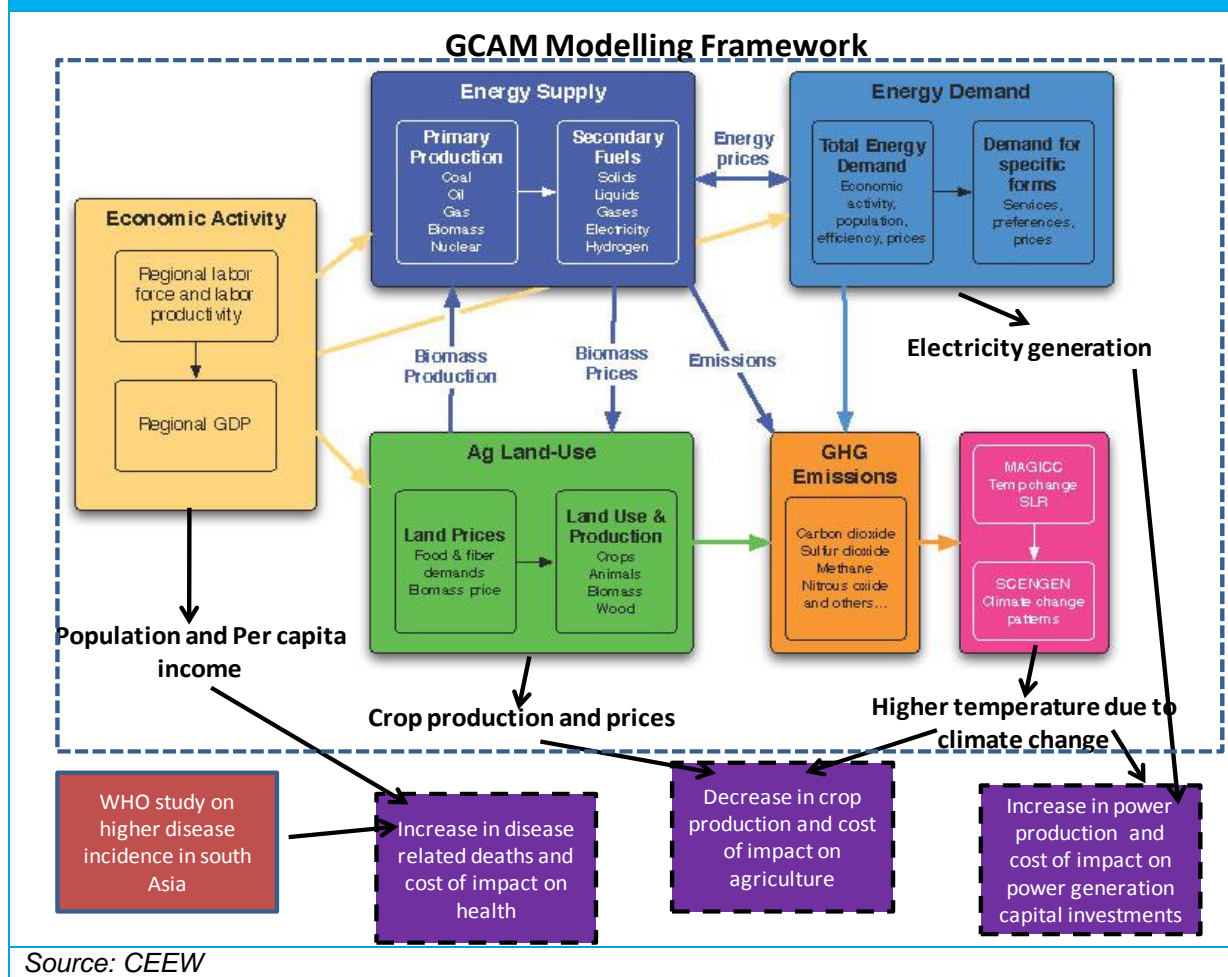 GCAM Modelling Framework
Energy Supply
Primary
Production
Coal
Oil
Gas
Biomass
Nuclear
Secondary
Fuels
Solids
Liquids
Gases
Electricity
Hydrogen
Energy
prices
Energy Demand
Total Energy
Demand
Economic
activity,
population,
efficiency, prices
Demand for
specific
forms
Services,
preferences,
prices
Economic Activity
Regional labor
force and labor
productivity
Regional GDP
Biomass
Production
Biomass
Prices
Emissions
Electricity generation
Ag Land-Use
Land Prices
Food & fiber
demands
Biomass price
Land Use &
Production
Crops
Animals
Biomass
Wood
GHG
Emissions
Carbon dioxide
Sulfur dioxide
Methane
Nitrous oxide
and others...
MAGICC
Temp change
SLR
SCENGEN
Climate change
patterns
Population and Per capita
income
Crop production and prices
Higher temperature due to
climate change
WHO study on
higher disease
incidence in south
Asia
Increase in disease
related deaths and
cost of impact on
health
Decrease in crop
production and cost
of impact on
agriculture
Increase in power
production and
cost of impact on
power generation
capital investments
Source: CEEW